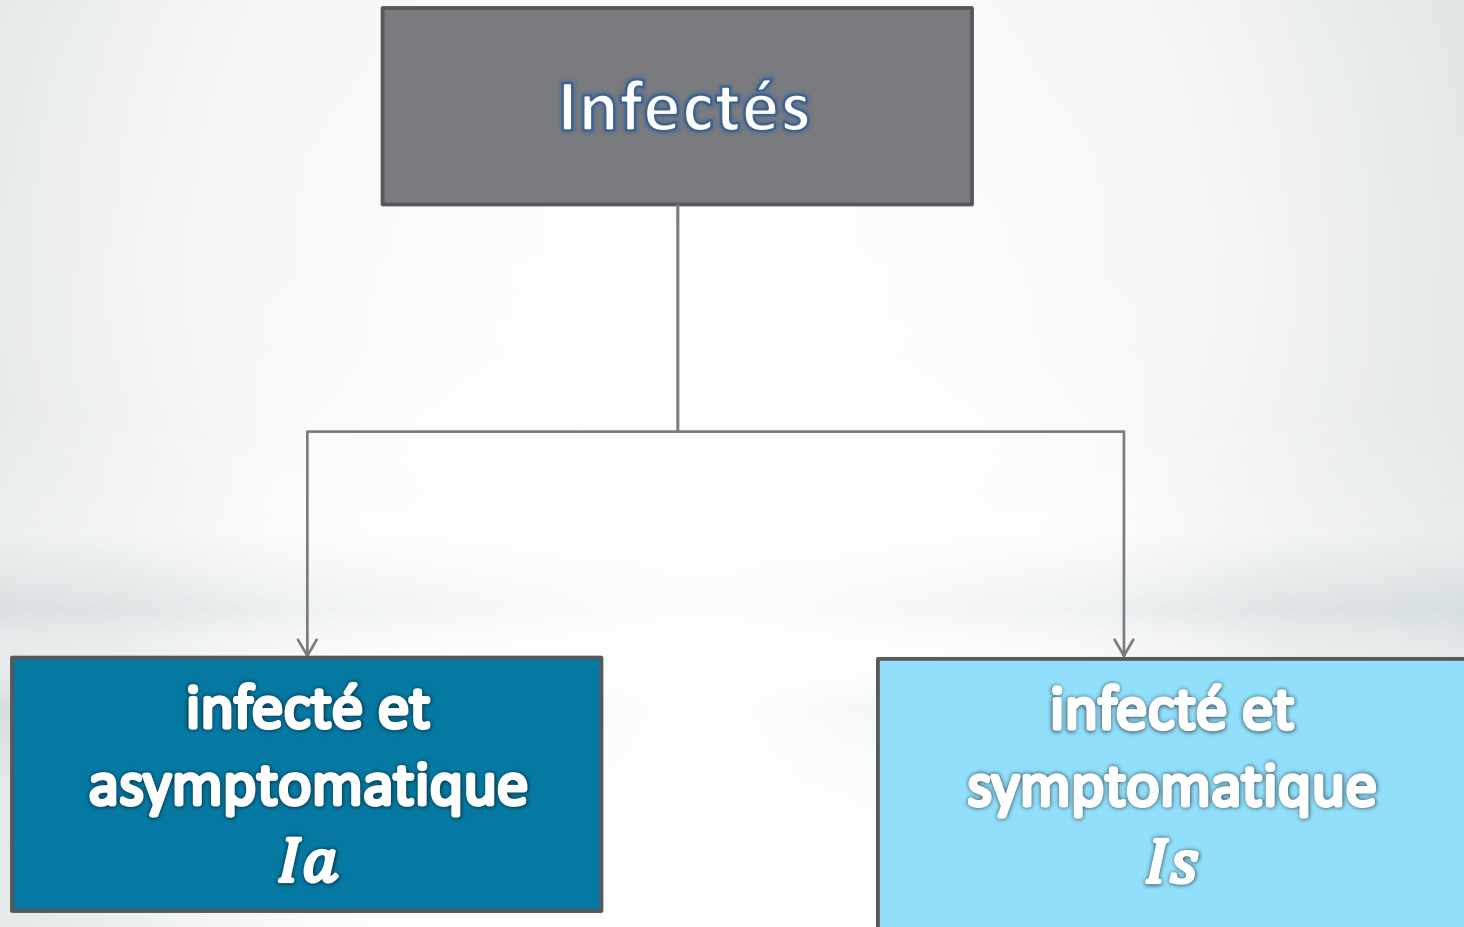 Infectés
infecté et
asymptomatique
Ia
infecté et
symptomatique
Is